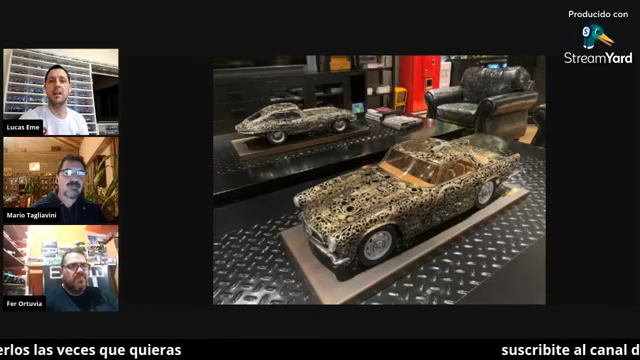 Producido con
StreamYard
Lucas Eme
Mario Tagliavini
Fer Ortuvia
erlos las veces que quieras
suscribite al canal d